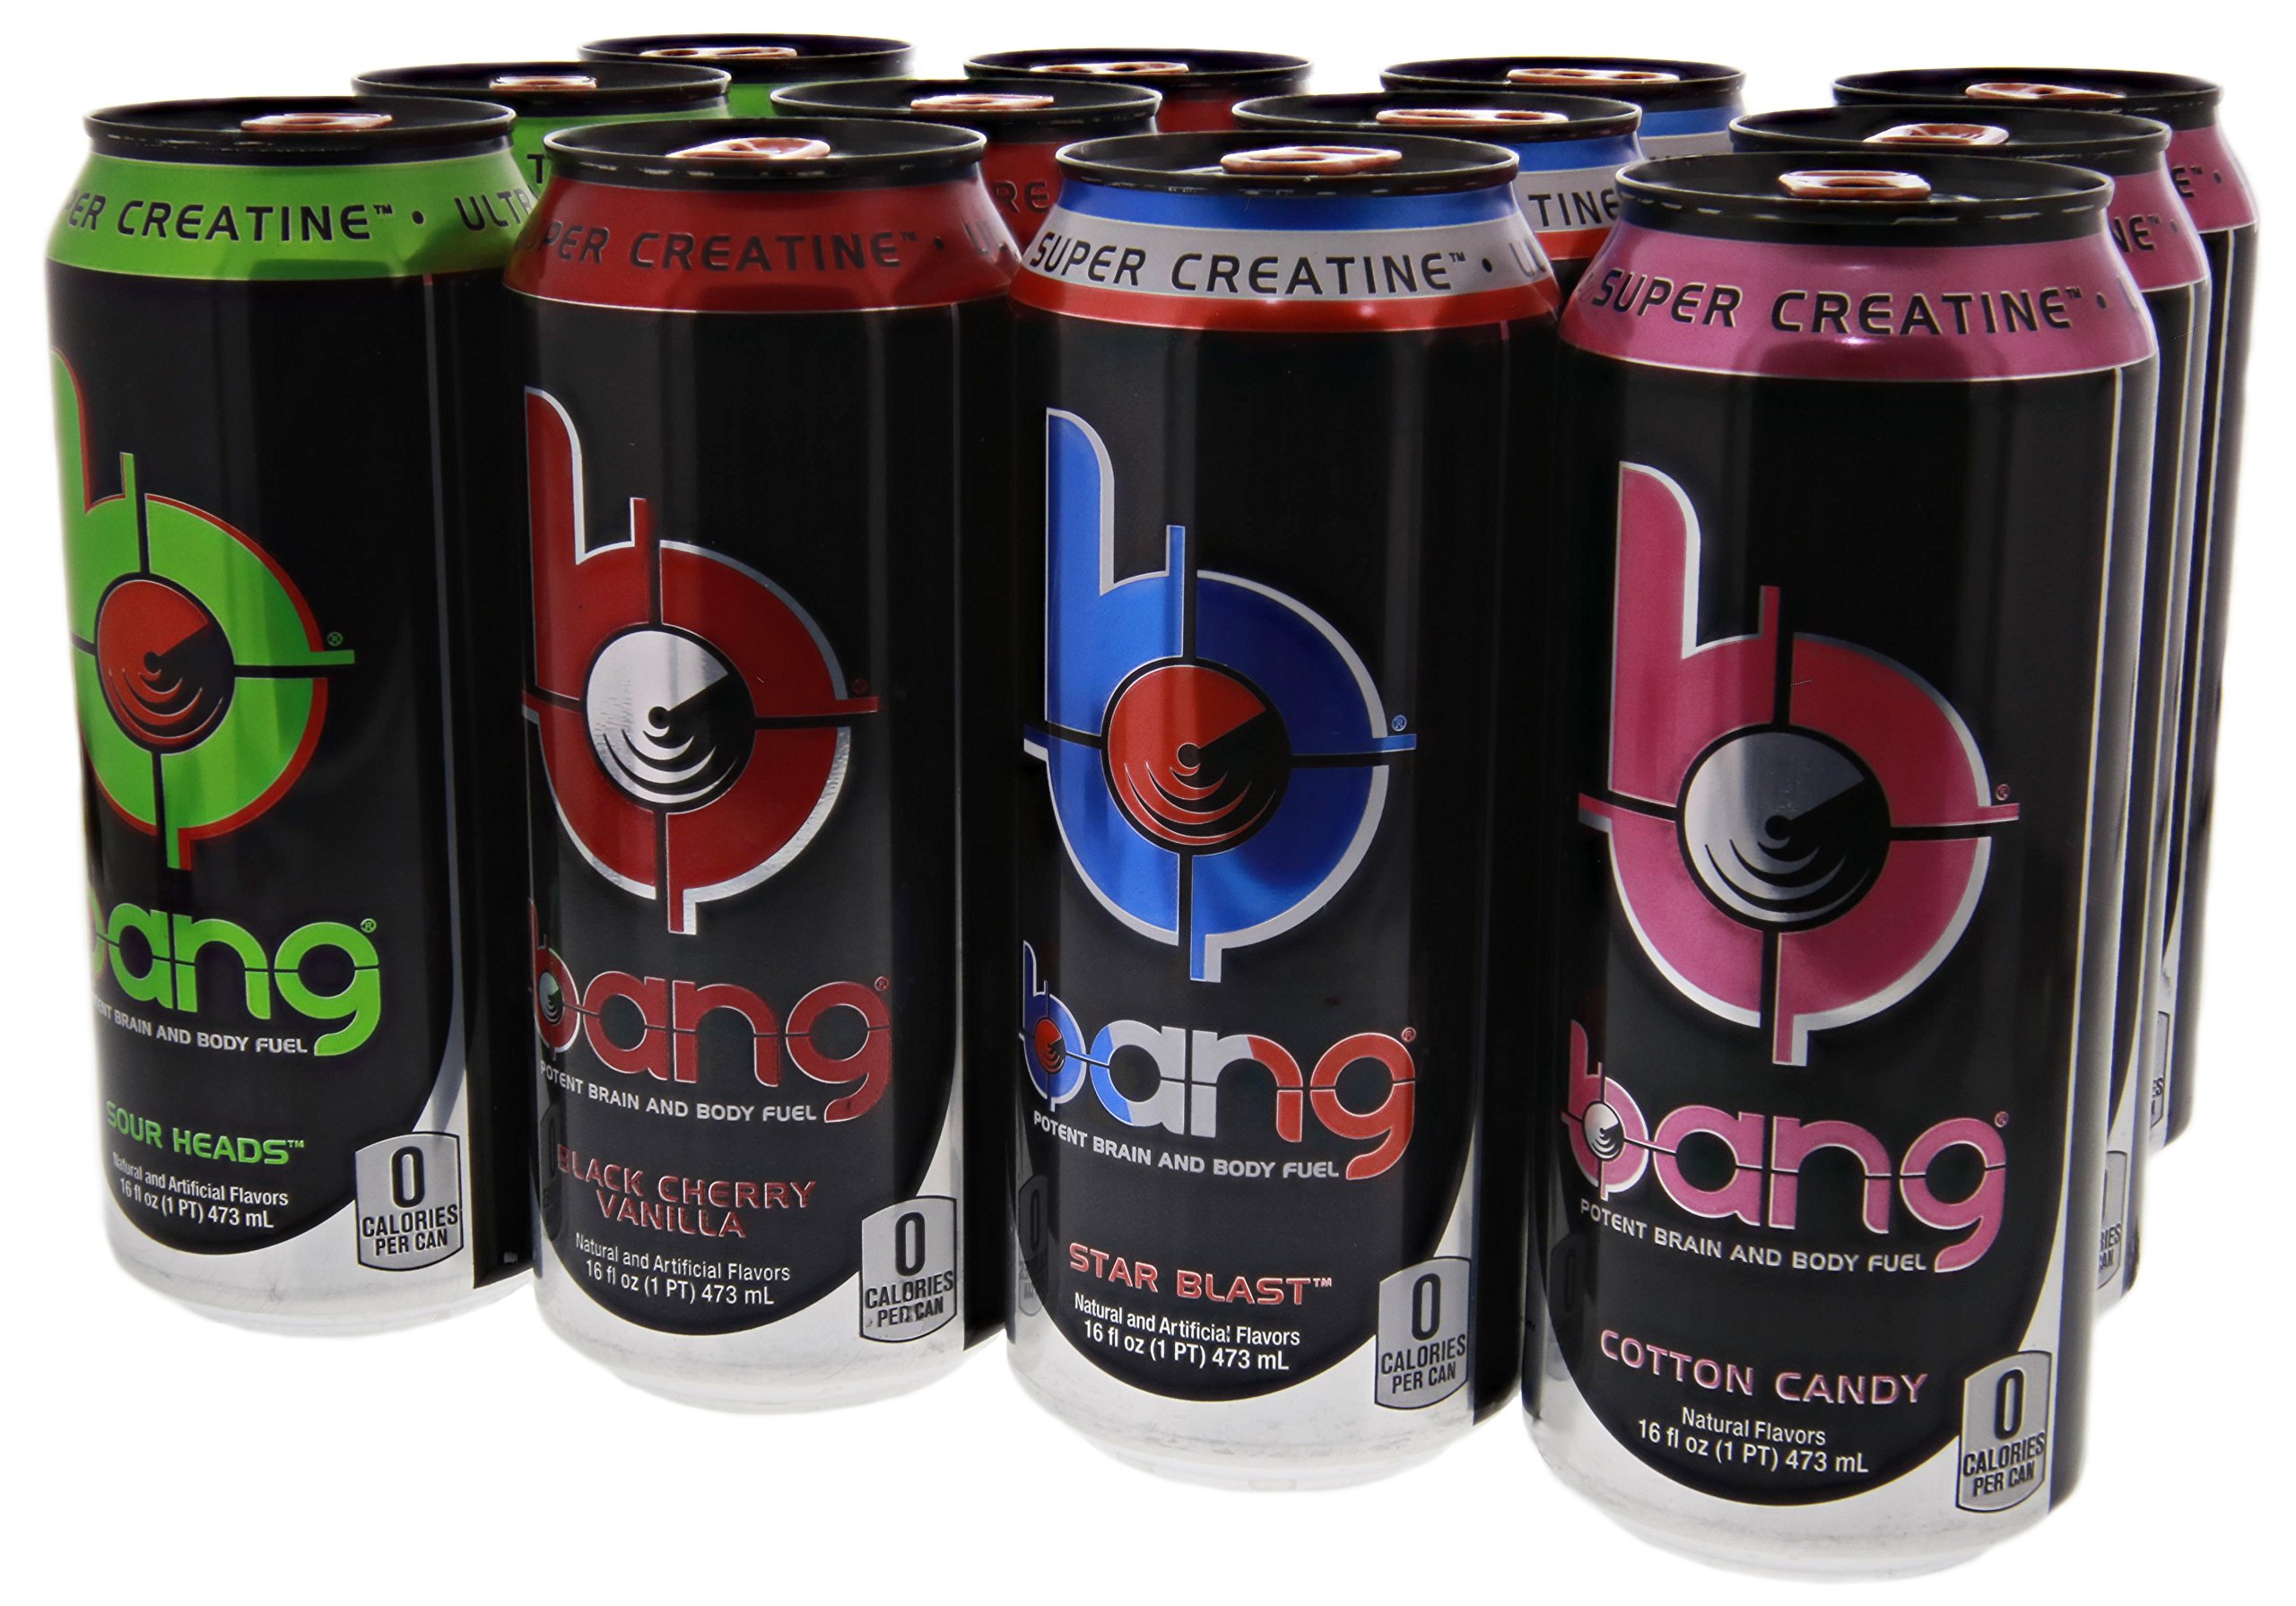 ER CREATINE™ • ULTR
bang®
BRAIN AND BODY FUEL
SOUR HEADS™
Natural and Artificial Flavors
16 fl oz (1 PT) 473 mL
0
CALORIES
PER CAN
PER CREATINE™ •
bang®
POTENT BRAIN AND BODY FUEL
BLACK CHERRY
VANILLA
Natural and Artificial Flavors
16 fl oz (1 PT) 473 mL
0
CALORIES
PER CAN
SUPER CREATINE™ •
bang®
POTENT BRAIN AND BODY FUEL
STAR BLAST™
Natural and Artificial Flavors
16 fl oz (1 PT) 473 mL
0
CALORIES
PER CAN
TINE
SUPER CREATINE™ •
bang®
POTENT BRAIN AND BODY FUEL
COTTON CANDY
Natural Flavors
16 fl oz (1 PT) 473 mL
0
CALORIES
PER CAN